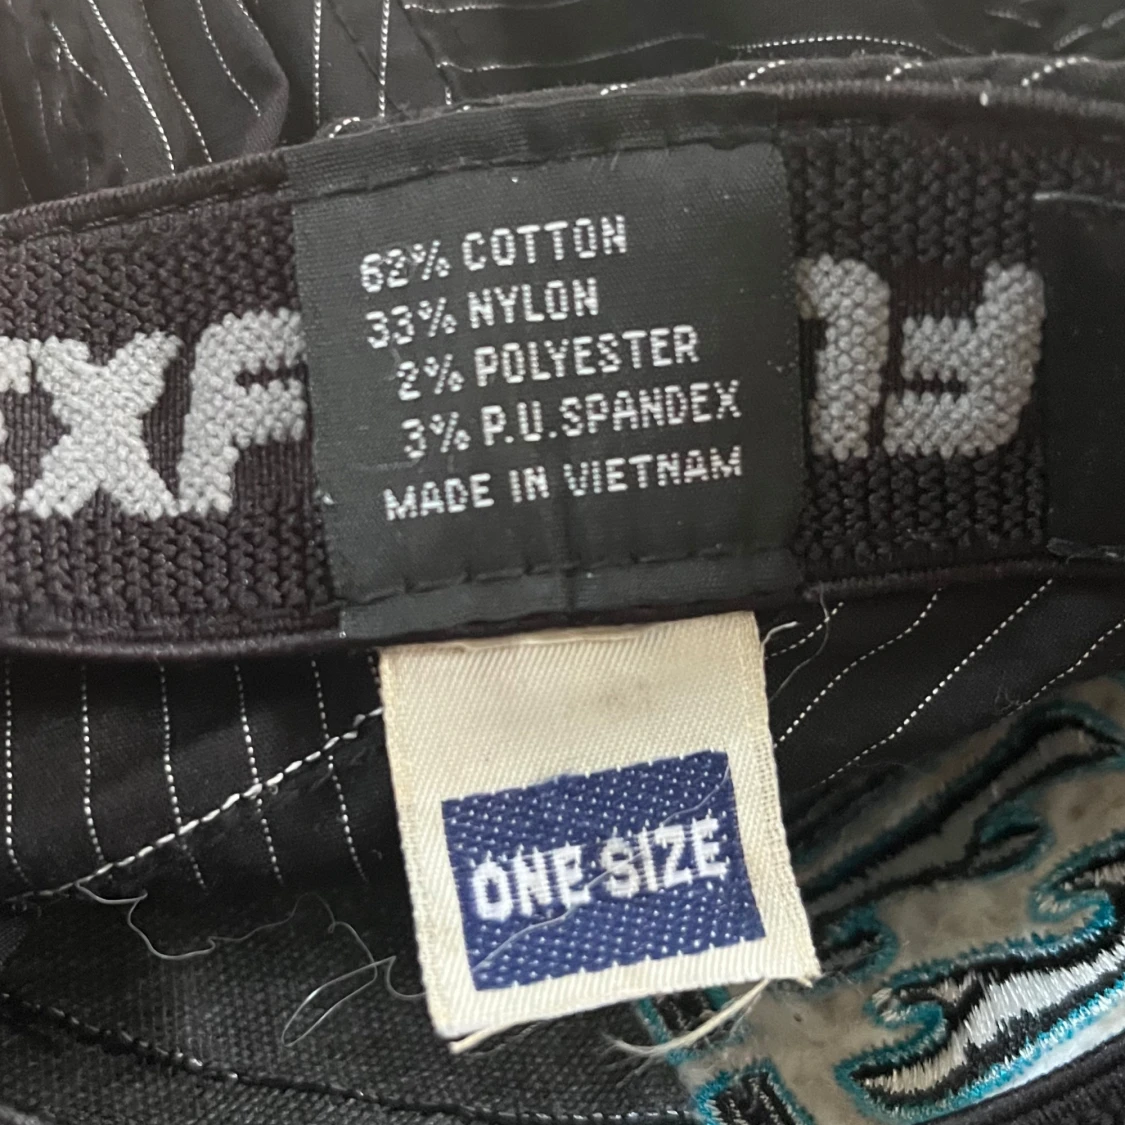 62% COTTON
33% NYLON
2% POLYESTER
3% P.U.SPANDEX
MADE IN VIETNAM
ONE SIZE